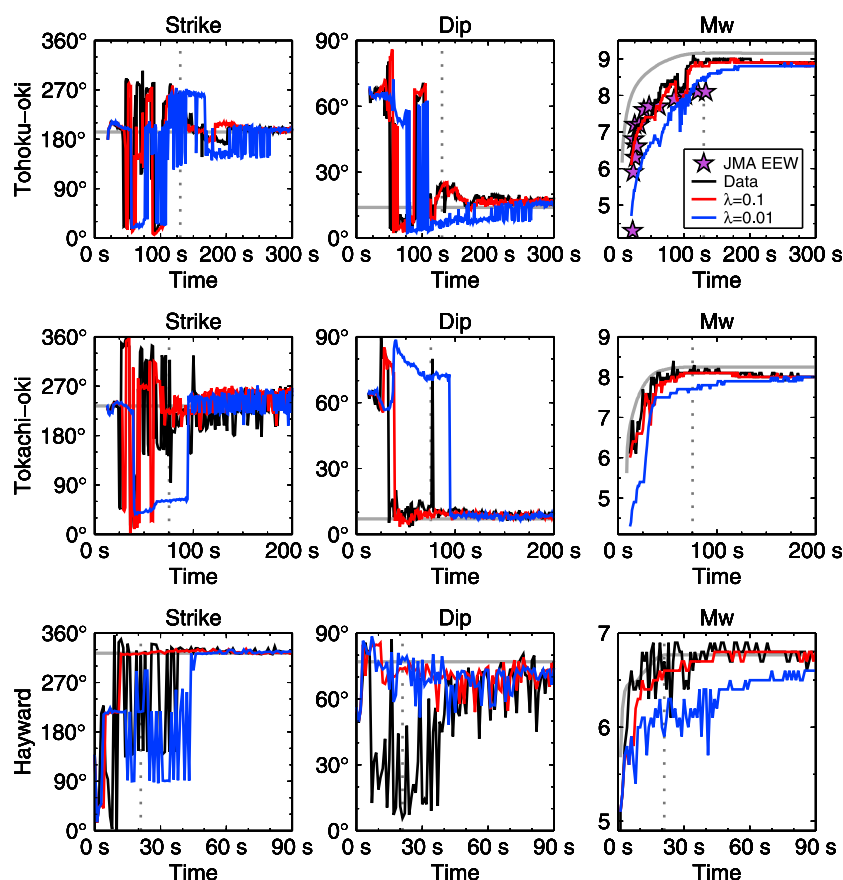 Strike Dip Mw
Tohoku–oki
360° 90° 9
270° 8
60°
180° 7
30° 6
90°
5
0° 0°
JMA EEW
Data
λ=0.1
λ=0.01
0 s 100 s 200 s 300 s 0 s 100 s 200 s 300 s 0 s 100 s 200 s 300 s
Time Time Time
Strike Dip Mw
Tokachi–oki
360° 90° 9
270° 8
60°
180° 7
30° 6
90°
5
0° 0°
0 s 100 s 200 s 0 s 100 s 200 s 0 s 100 s 200 s
Time Time Time
Strike Dip Mw
Hayward
360° 90° 7
270°
60°
180° 6
30°
90°
0° 0° 5
0 s 30 s 60 s 90 s 0 s 30 s 60 s 90 s 0 s 30 s 60 s 90 s
Time Time Time